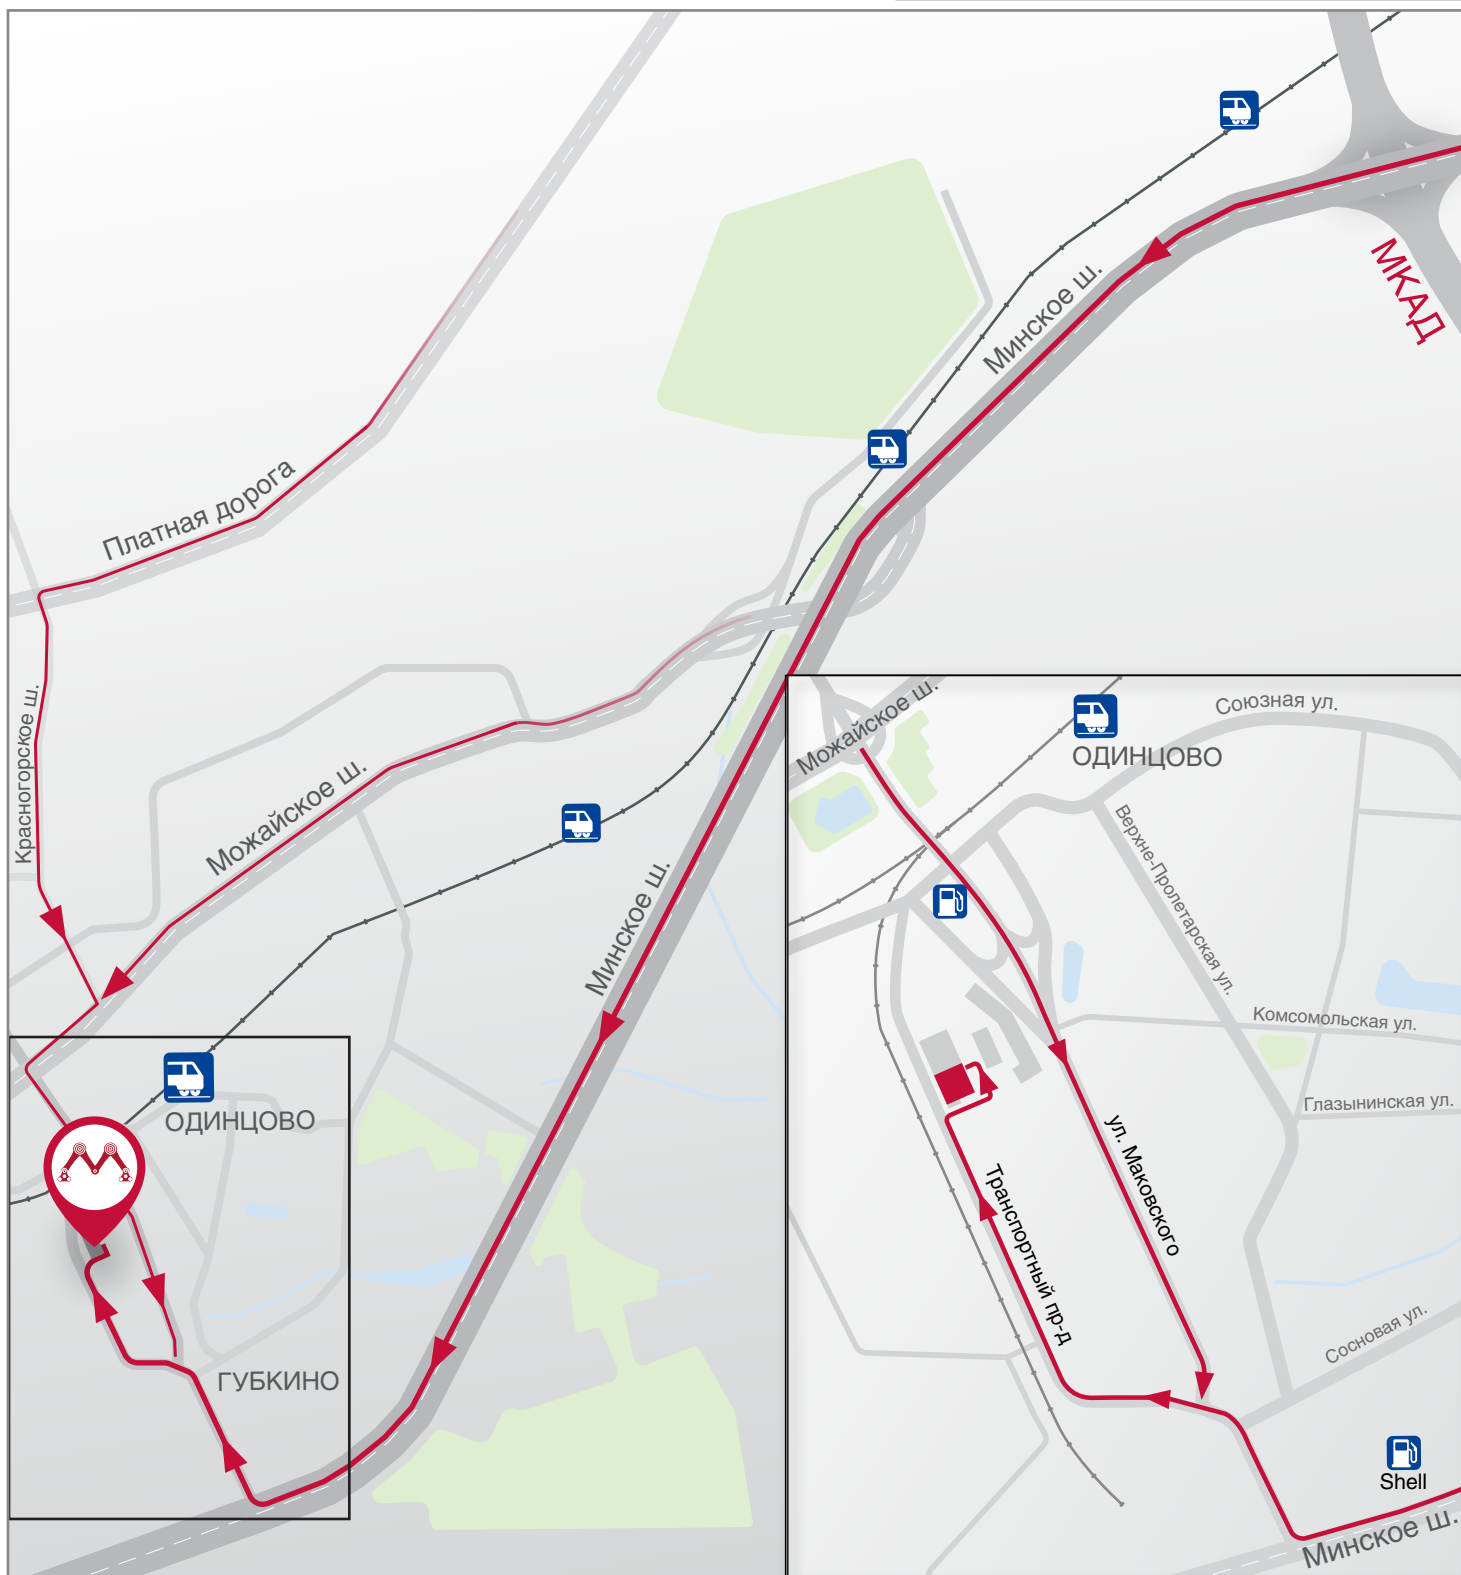 МКАД
Минское ш.
Платная дорога
Красногорское ш.
Можайское ш.
Минское ш.
ОДИНЦОВО
ГУБКИНО
Можайское ш.
ОДИНЦОВО
Союзная ул.
Верхне-Пролетарская ул.
Комсомольская ул.
Глазынинская ул.
ул. Маковского
Транспортный пр-д
Сосновая ул.
Shell
Минское ш.